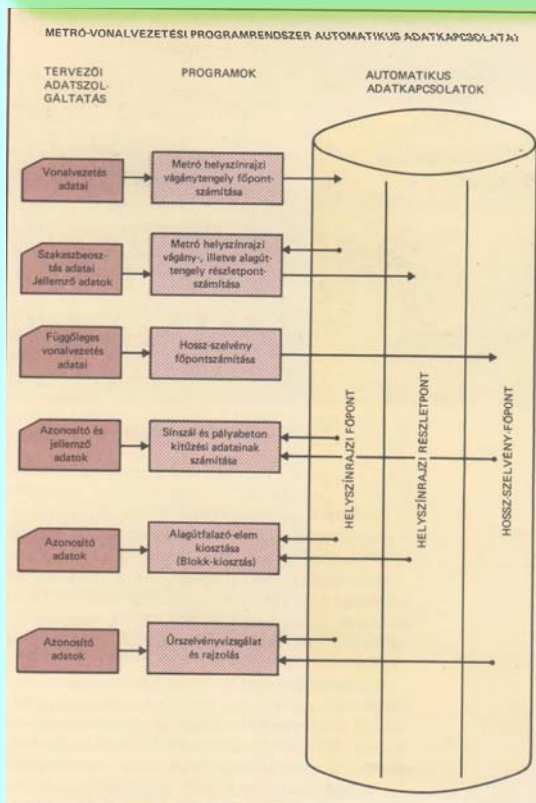 METRÓ-VONALVEZETÉSI PROGRAMRENDSZER AUTOMATIKUS ADATKAPCSOLATAI
TERVEZŐI
ADATSZOL-
GÁLTATÁS
PROGRAMOK
AUTOMATIKUS
ADATKAPCSOLATOK
Vonalvezetés
adatai
Metró helyszínrajzi
vágánytengely főpont-
számítása
Szakaszbeosz-
tás adatai
Jellemző adatok
Metró helyszínrajzi
vágány-, illetve alagút-
tengely részletpont-
számítása
Függőleges
vonalvezetés
adatai
Hossz-szelvény
főpontszámítása
Azonosító és
jellemző
adatok
Sínszál és pályabeton
kitűzési adatainak
számítása
Azonosító
adatok
Alagútfalazó-elem
kiosztása
(Blokk-kiosztás)
Azonosító
adatok
Űrszelvényvizsgálat
és rajzolás
HELYSZÍNRAJZI FŐPONT
HELYSZÍNRAJZI RÉSZLETPONT
HOSSZ-SZELVÉNY-FŐPONT